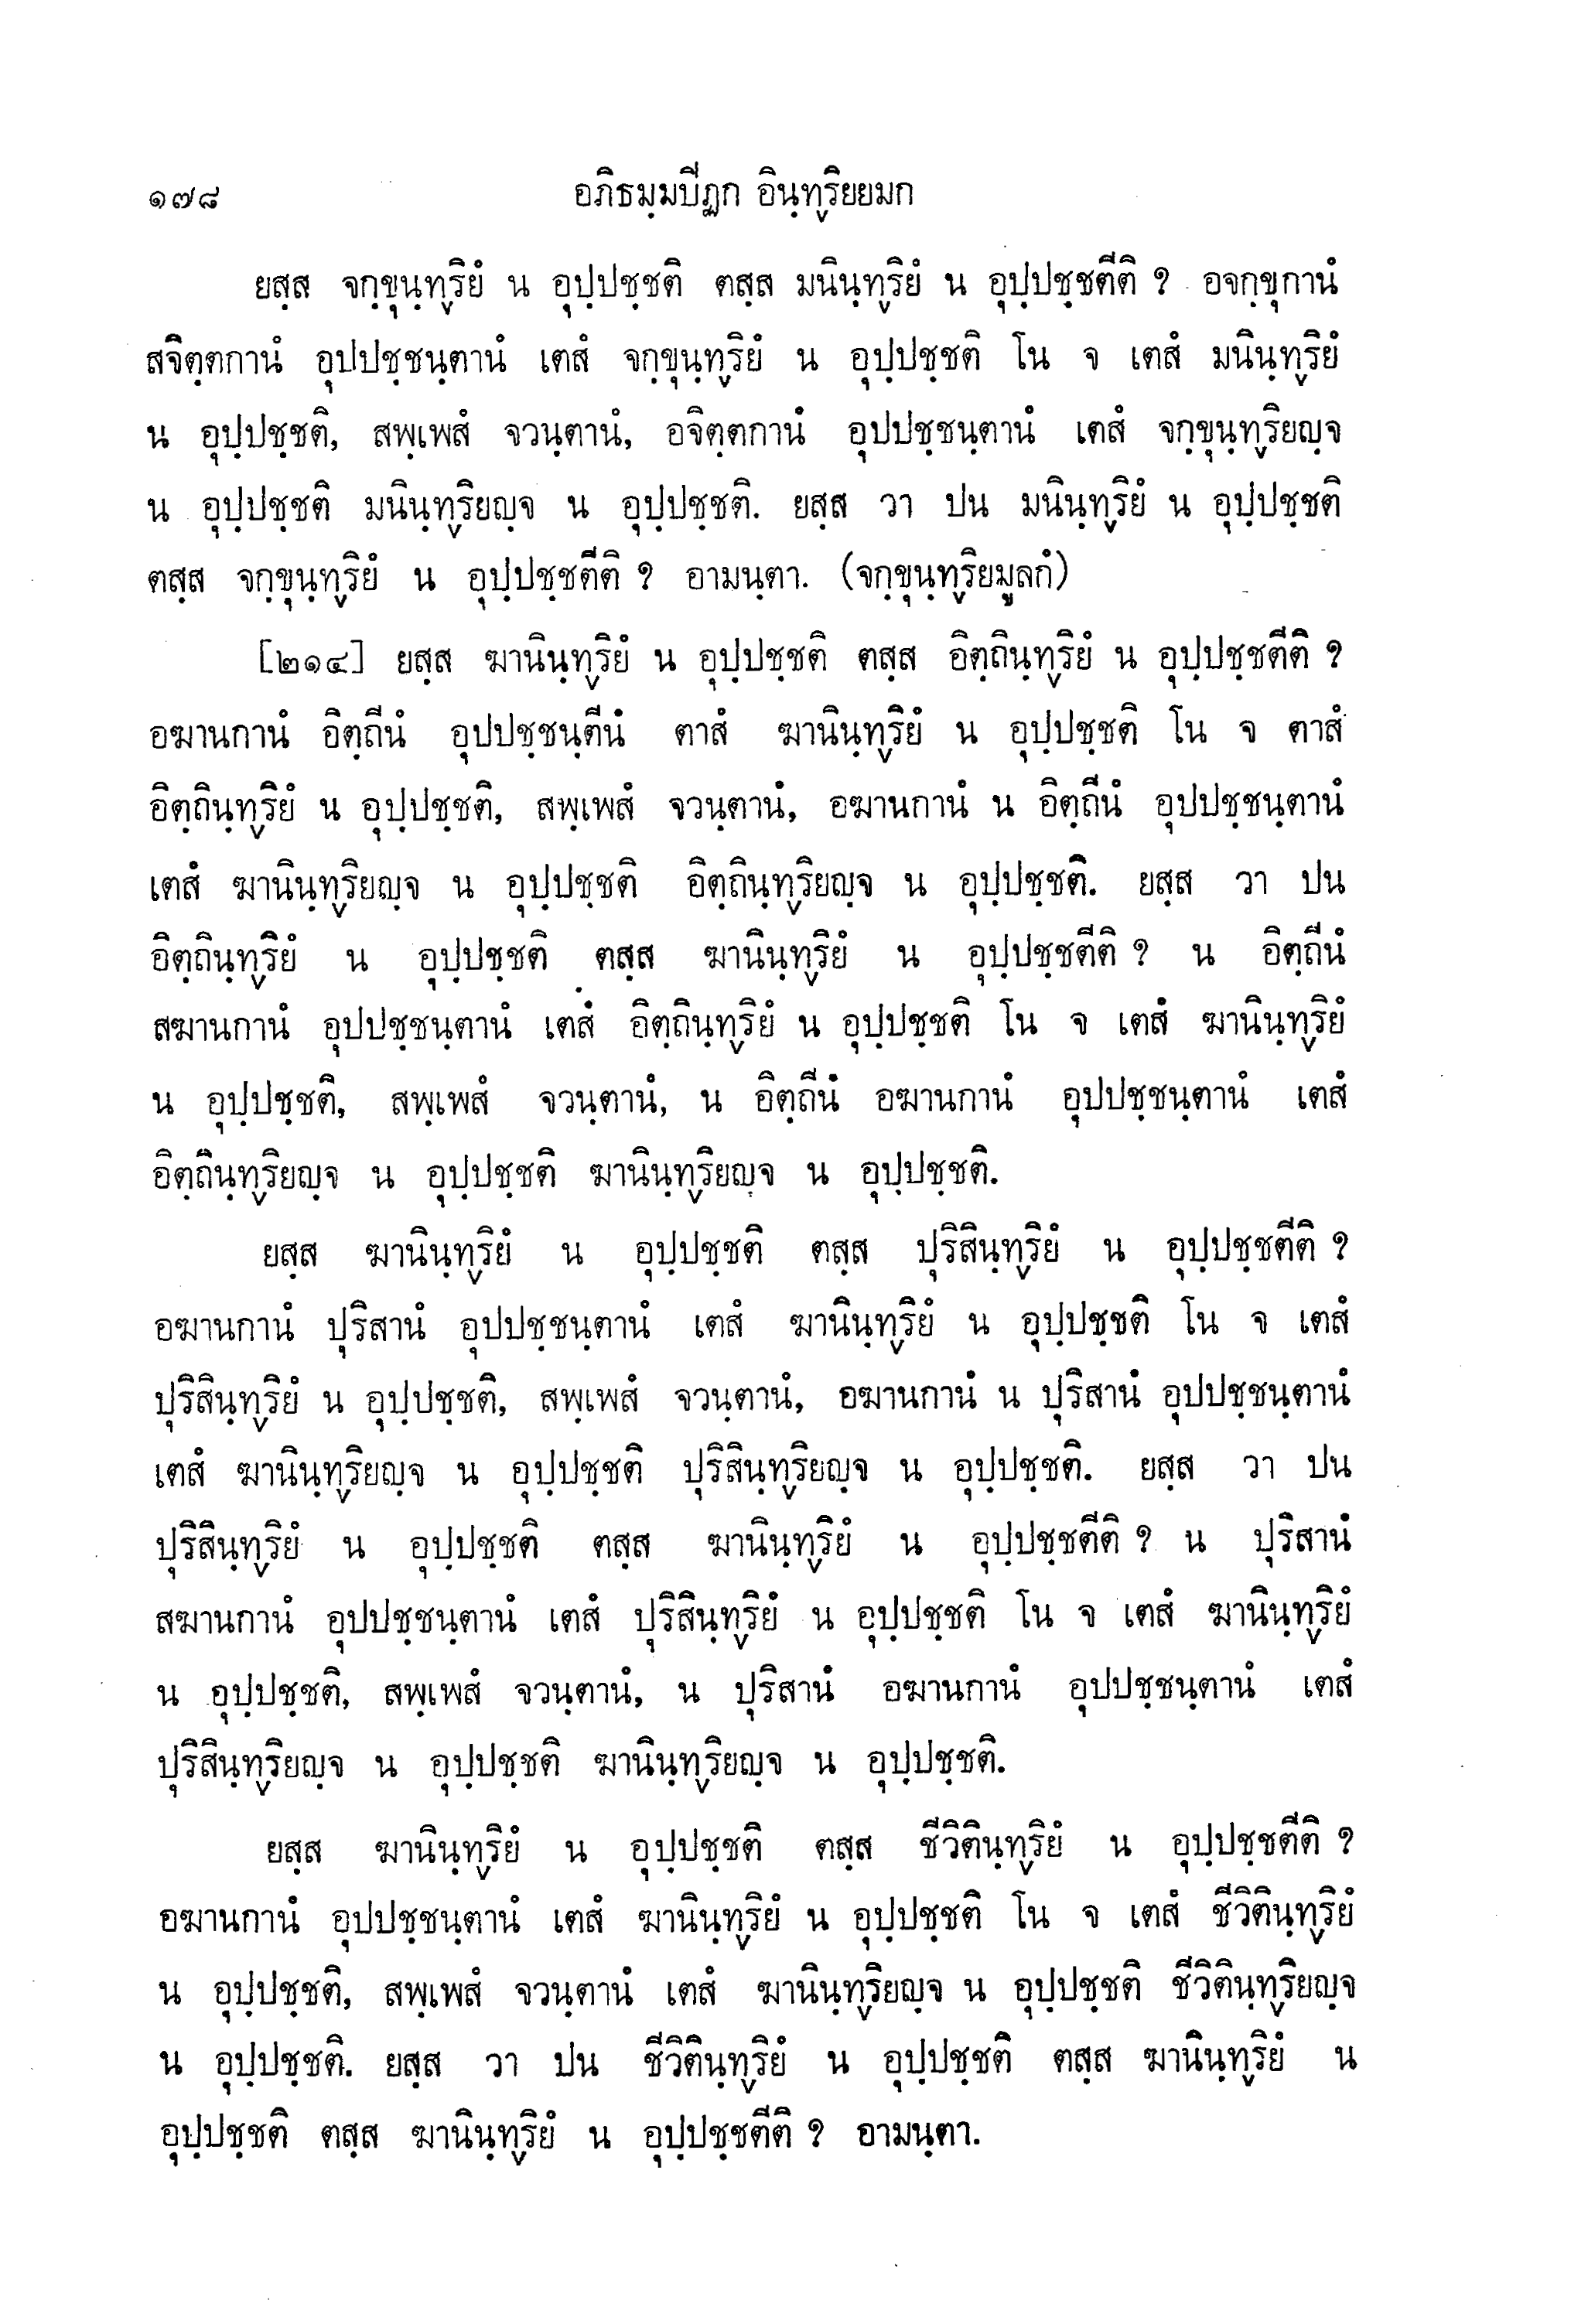 ๑๗๘ อภิธมฺมปีฏก อินฺทฺริยยมก
ยสฺส จกฺขุนฺทฺริยํ น อุปฺปชฺชติ ตสฺส มนินฺทฺริยํ น อุปฺปชฺชตีติ ? อจกฺขุกานํ
สจิตฺตกานํ อุปปชฺชนฺตานํ เตสํ จกฺขุนฺทฺริยํ น อุปฺปชฺชติ โน จ เตสํ มนินฺทฺริยํ
น อุปฺปชฺชติ, สพฺเพสํ จวนฺตานํ, อจิตฺตกานํ อุปปชฺชนฺตานํ เตสํ จกฺขุนฺทฺริยญฺจ
น อุปฺปชฺชติ มนินฺทฺริยญฺจ น อุปฺปชฺชติ. ยสฺส วา ปน มนินฺทฺริยํ น อุปฺปชฺชติ
ตสฺส จกฺขุนฺทฺริยํ น อุปฺปชฺชตีติ ? อามนฺตา. (จกฺขุนฺทฺริยมูลกํ)
[๒๑๔] ยสฺส ฆานินฺทฺริยํ น อุปฺปชฺชติ ตสฺส อิตฺถินฺทฺริยํ น อุปฺปชฺชตีติ ?
อฆานกานํ อิตฺถีนํ อุปปชฺชนฺตีนํ ตาสํ ฆานินฺทฺริยํ น อุปฺปชฺชติ โน จ ตาสํ
อิตฺถินฺทฺริยํ น อุปฺปชฺชติ, สพฺเพสํ จวนฺตานํ, อฆานกานํ น อิตฺถีนํ อุปปชฺชนฺตานํ
เตสํ ฆานินฺทฺริยญฺจ น อุปฺปชฺชติ อิตฺถินฺทฺริยญฺจ น อุปฺปชฺชติ. ยสฺส วา ปน
อิตฺถินฺทฺริยํ น อุปฺปชฺชติ ตสฺส ฆานินฺทฺริยํ น อุปฺปชฺชตีติ ? น อิตฺถีนํ
สฆานกานํ อุปปชฺชนฺตานํ เตสํ อิตฺถินฺทฺริยํ น อุปฺปชฺชติ โน จ เตสํ ฆานินฺทฺริยํ
น อุปฺปชฺชติ, สพฺเพสํ จวนฺตานํ, น อิตฺถีนํ อฆานกานํ อุปปชฺชนฺตานํ เตสํ
อิตฺถินฺทฺริยญฺจ น อุปฺปชฺชติ ฆานินฺทฺริยญฺจ น อุปฺปชฺชติ.
ยสฺส ฆานินฺทฺริยํ น อุปฺปชฺชติ ตสฺส ปุริสินฺทฺริยํ น อุปฺปชฺชตีติ ?
อฆานกานํ ปุริสานํ อุปปชฺชนฺตานํ เตสํ ฆานินฺทฺริยํ น อุปฺปชฺชติ โน จ เตสํ
ปุริสินฺทฺริยํ น อุปฺปชฺชติ, สพฺเพสํ จวนฺตานํ, อฆานกานํ น ปุริสานํ อุปปชฺชนฺตานํ
เตสํ ฆานินฺทฺริยญฺจ น อุปฺปชฺชติ ปุริสินฺทฺริยญฺจ น อุปฺปชฺชติ. ยสฺส วา ปน
ปุริสินฺทฺริยํ น อุปฺปชฺชติ ตสฺส ฆานินฺทฺริยํ น อุปฺปชฺชตีติ ? น ปุริสานํ
สฆานกานํ อุปปชฺชนฺตานํ เตสํ ปุริสินฺทฺริยํ น อุปฺปชฺชติ โน จ เตสํ ฆานินฺทฺริยํ
น อุปฺปชฺชติ, สพฺเพสํ จวนฺตานํ, น ปุริสานํ อฆานกานํ อุปปชฺชนฺตานํ เตสํ
ปุริสินฺทฺริยญฺจ น อุปฺปชฺชติ ฆานินฺทฺริยญฺจ น อุปฺปชฺชติ.
ยสฺส ฆานินฺทฺริยํ น อุปฺปชฺชติ ตสฺส ชีวิตินฺทฺริยํ น อุปฺปชฺชตีติ ?
อฆานกานํ อุปปชฺชนฺตานํ เตสํ ฆานินฺทฺริยํ น อุปฺปชฺชติ โน จ เตสํ ชีวิตินฺทฺริยํ
น อุปฺปชฺชติ, สพฺเพสํ จวนฺตานํ เตสํ ฆานินฺทฺริยญฺจ น อุปฺปชฺชติ ชีวิตินฺทฺริยญฺจ
น อุปฺปชฺชติ. ยสฺส วา ปน ชีวิตินฺทฺริยํ น อุปฺปชฺชติ ตสฺส ฆานินฺทฺริยํ น
อุปฺปชฺชติ ตสฺส ฆานินฺทฺริยํ น อุปฺปชฺชตีติ ? อามนฺตา.